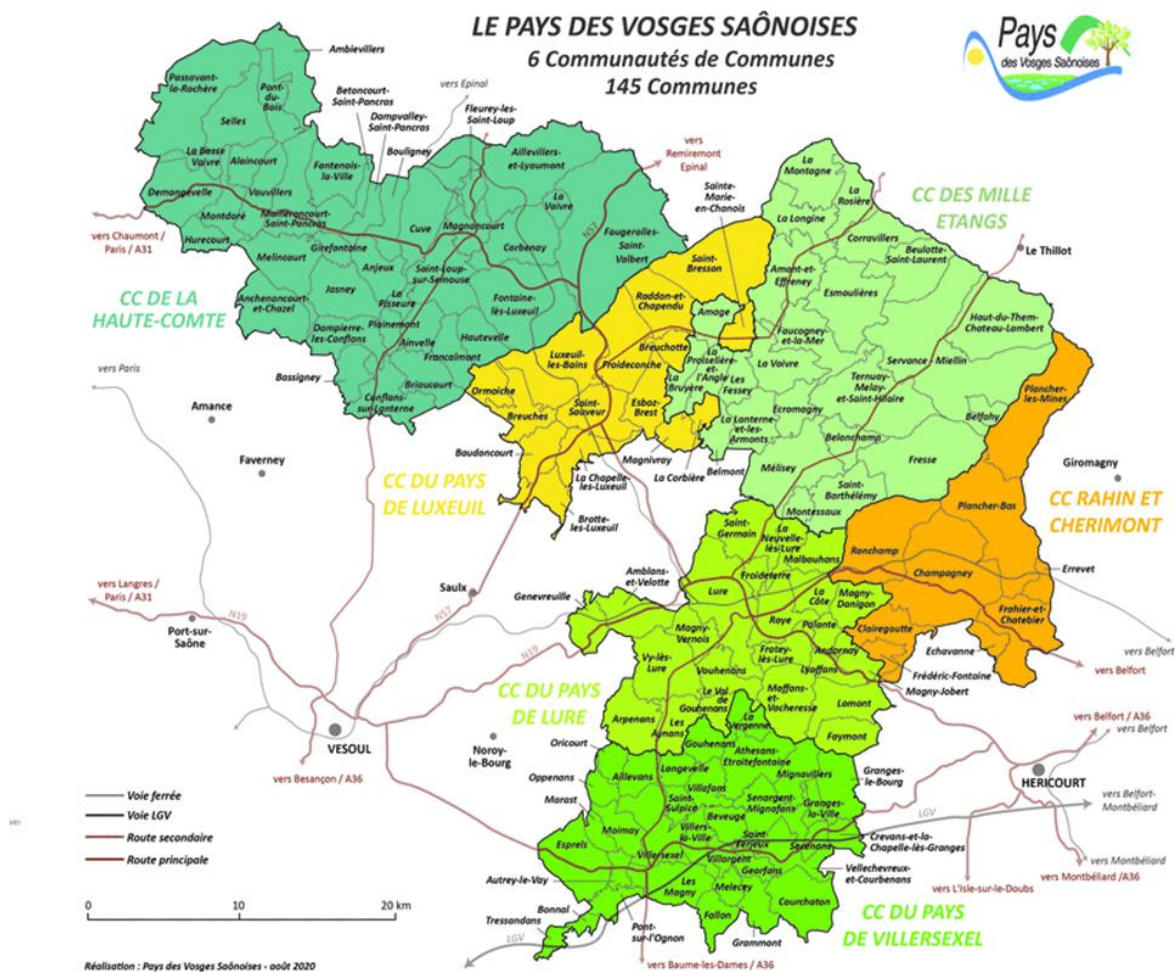 LE PAYS DES VOSGES SAÔNOISES
6 Communautés de Communes
145 Communes
Pays
des Vosges Saônoises
Amblevillers
Passavant-
la-Rochère
Pont-
du-
Bois
Betoncourt-
Saint-Pancras
vers Epinal
Fleurey-les-
Saint-Loup
Dampvalley-
Saint-Pancras
Selles
Bouligney
Aillevillers-
et-Lyaumont
vers
Remiremont
Epinal
La Basse
Vaivre
Alaincourt
Fontenois-
la-Ville
La
Vaivre
Sainte-
Marie-
en-Chanois
La
Montagne
La
Rosière
CC DES MILLE
ETANGS
Demangevelle
Vauvillers
Montdoré
Maillerancourt-
Saint-Pancras
Cuve
Magnoncourt
N57
Fougerolles-
Saint-
Valbert
La Longine
Corravillers
Beulotte-
Saint-Laurent
Le Thillot
vers Chaumont /
Paris / A31
Hurecourt
Girefontaine
Corbenay
Melincourt
Anjeux
Saint-Loup
sur-Semouse
Saint-
Bresson
Amont-et-
Effreney
Esmoulières
CC DE LA
HAUTE-COMTE
Anchenoncourt-
et-Chazel
Jasney
La
Pisseure
Fontaine-
lès-Luxeuil
Raddon-et-
Chapendu
Amage
Haut-du-Them-
Chateau-Lambert
Dampierre-
les-Conflans
Plainemont
Ainvelle
Hautevelle
Faucogney-
et-la-Mer
Francalmont
Luxeuil-
les-Bains
Froideconche
Breuchotte
La
Proiselière-
et-
l'Angle
La Voivre
Servance - Miellin
vers Paris
Bassigney
Briaucourt
Ormoiche
La
Bruyère
Les
Fessey
Ternuay-
Melay-
et-Saint-Hilaire
Plancher-
les-Mines
Amance
Conflans-
sur-Lanterne
Breuches
Saint-
Sauveur
Esboz-
Brest
Ecromagny
La Lanterne
et-les-
Armonts
Belfahy
Baudoncourt
Belonchamp
Faverney
CC DU PAYS
DE LUXEUIL
La Chapelle-
les-Luxeuil
Magnivray
La Corbière
Belmont
Mélisey
Fresse
Giromagny
Brotte-
les-Luxeuil
Saint-
Barthélémy
Montessaux
Plancher-Bas
CC RAHIN ET
CHERIMONT
Saint-
Germain
La
Neuvelle-
lès-Lure
Malbouhans
Ronchamp
vers Langres /
Paris / A31
Saulx
Genevreuille
Amblans-
et-Velotte
Froideterre
Champagney
Errevet
N19
Port-sur-
Saône
N57
Lure
La
Côte
Magny-
Danigon
Roye
Palante
Frahier-et-
Chatebier
Magny-
Vernois
Clairegoutte
N19
Frotey-
lès-Lure
Andornay
Echavanne
vers Belfort
Vy-lès-
Lure
Vouhenans
Lyoffans
Frédéric-Fontaine
vers Belfort
Magny-Jobert
CC DU PAYS
DE LURE
Le Val
de
Gouhenans
Moffans-
et-
Vacheresse
Lomont
VESOUL
Arpenans
Les
Aynans
La
Vergenne
Faymont
vers Belfort / A36
vers Belfort
Noroy-
le-Bourg
Oricourt
Gouhenans
Athesans-
Etroitefontaine
vers Besançon / A36
Oppenans
Aillevans
Longevelle
Mignavillers
Granges-
le-Bourg
HERICOURT
Marast
Villafans
Saint-
Sulpice
Senargent-
Mignafans
Granges-
la-Ville
vers Belfort-
Montbéliard
Voie ferrée
Voie LGV
Route secondaire
Route principale
Moimay
Beveuge
LGV
Esprels
Villers-
la-Ville
Saint-
Ferjeux
Secenans
Crevans-et-la-
Chapelle-lès-Granges
vers Montbéliard
Villersexel
Villargent
Vellechevreux-
et-Courbenans
vers L'Isle-sur-le-Doubs
vers Montbéliard /A36
Autrey-le-Vay
Georfans
Les
Magny
Melecey
Courchaton
0
10
20 km
Bonnal
Tressandans
Fallon
Pont-
sur-l'Ognon
Grammont
CC DU PAYS
DE VILLERSEXEL
LGV
vers Baume-les-Dames / A36
Réalisation : Pays des Vosges Saônoises - août 2020